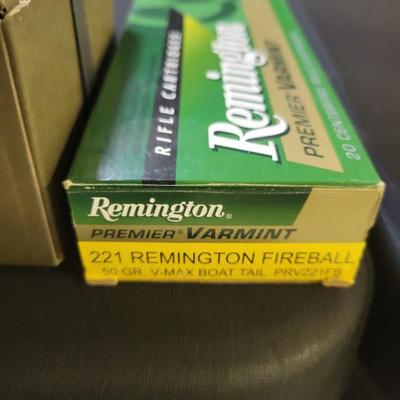 RIFLE CARTRIDGES
Remington
PREMIER VARMINT
20 CENTERFIRE
Remington®
PREMIER® VARMINT
221 REMINGTON FIREBALL
50 GR. V-MAX BOAT TAIL PRV221FB